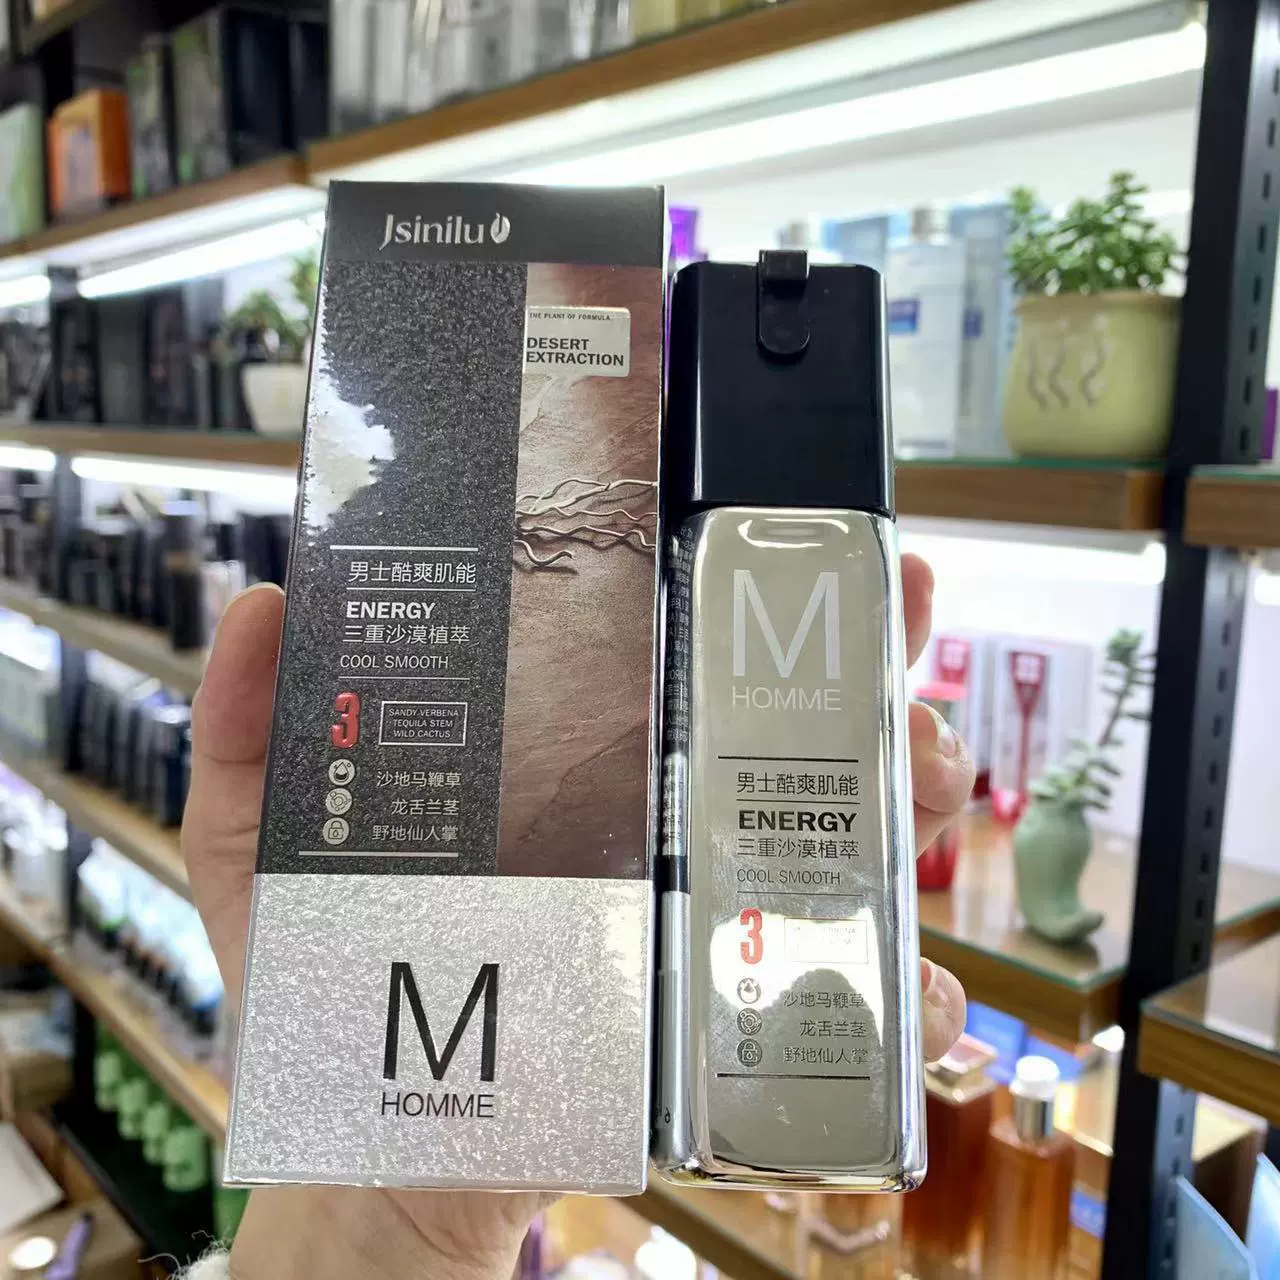 Jsinilu
THE PLANT OF FORMULA
DESERT
EXTRACTION
男士酷爽肌能
ENERGY
三重沙漠植萃
COOL SMOOTH
3
SANDY.VERBENA
TEQUILA STEM
WILD CACTUS
沙地马鞭草
龙舌兰茎
野地仙人掌
M
HOMME
M
HOMME
男士酷爽肌能
ENERGY
三重沙漠植萃
COOL SMOOTH
3
沙地马鞭草
龙舌兰茎
野地仙人掌